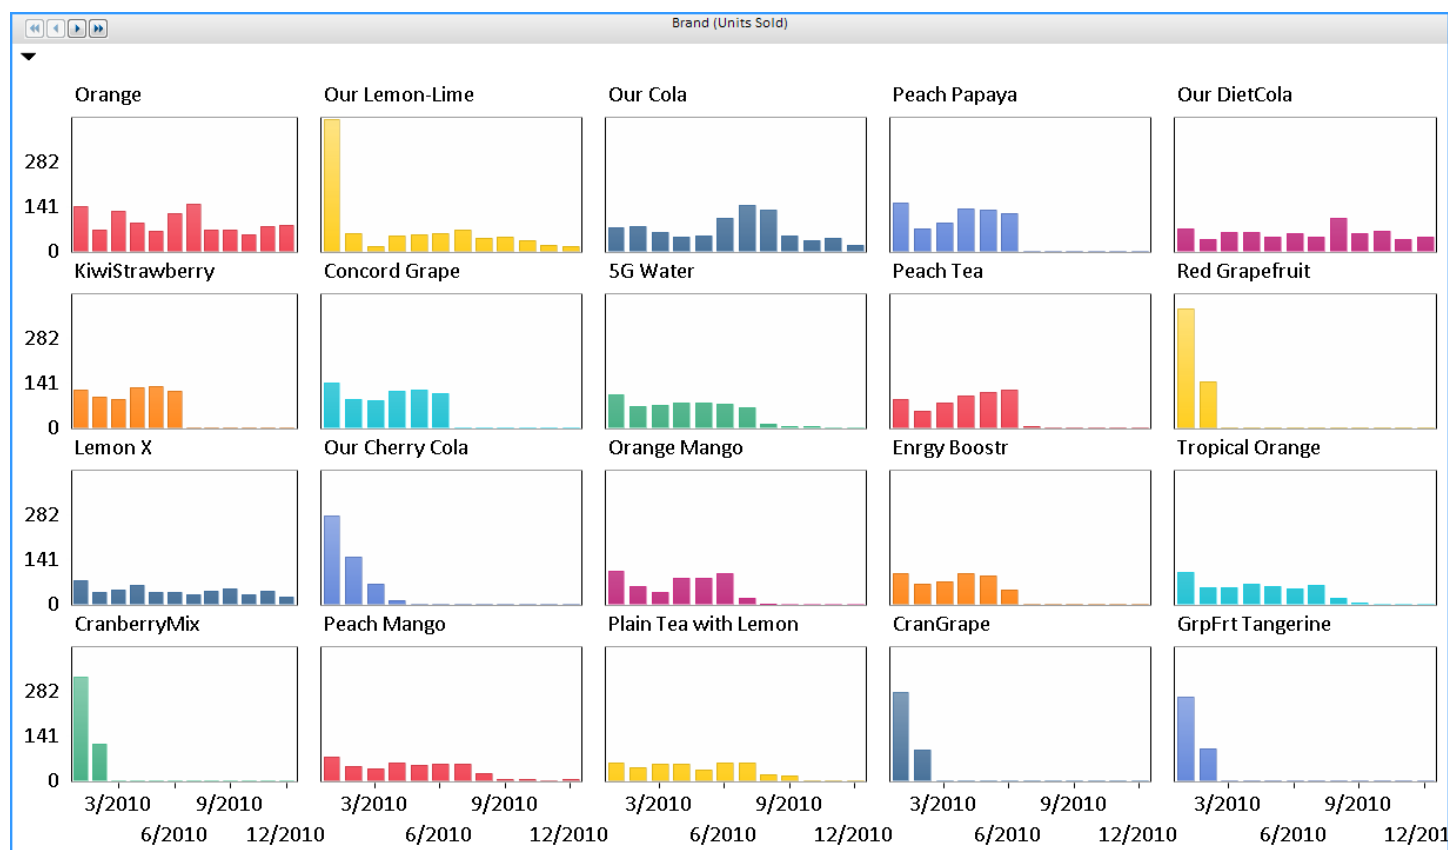 Brand (Units Sold)
Orange Our Lemon-Lime Our Cola Peach Papaya Our DietCola
282
141
0
KiwiStrawberry Concord Grape 5G Water Peach Tea Red Grapefruit
282
141
0
Lemon X Our Cherry Cola Orange Mango Enrgy Boostr Tropical Orange
282
141
0
CranberryMix Peach Mango Plain Tea with Lemon CranGrape GrpFrt Tangerine
282
141
0
3/2010 9/2010 3/2010 9/2010 3/2010 9/2010 3/2010 9/2010 3/2010 9/2010
6/2010 12/2010 6/2010 12/2010 6/2010 12/2010 6/2010 12/2010 6/2010 12/201